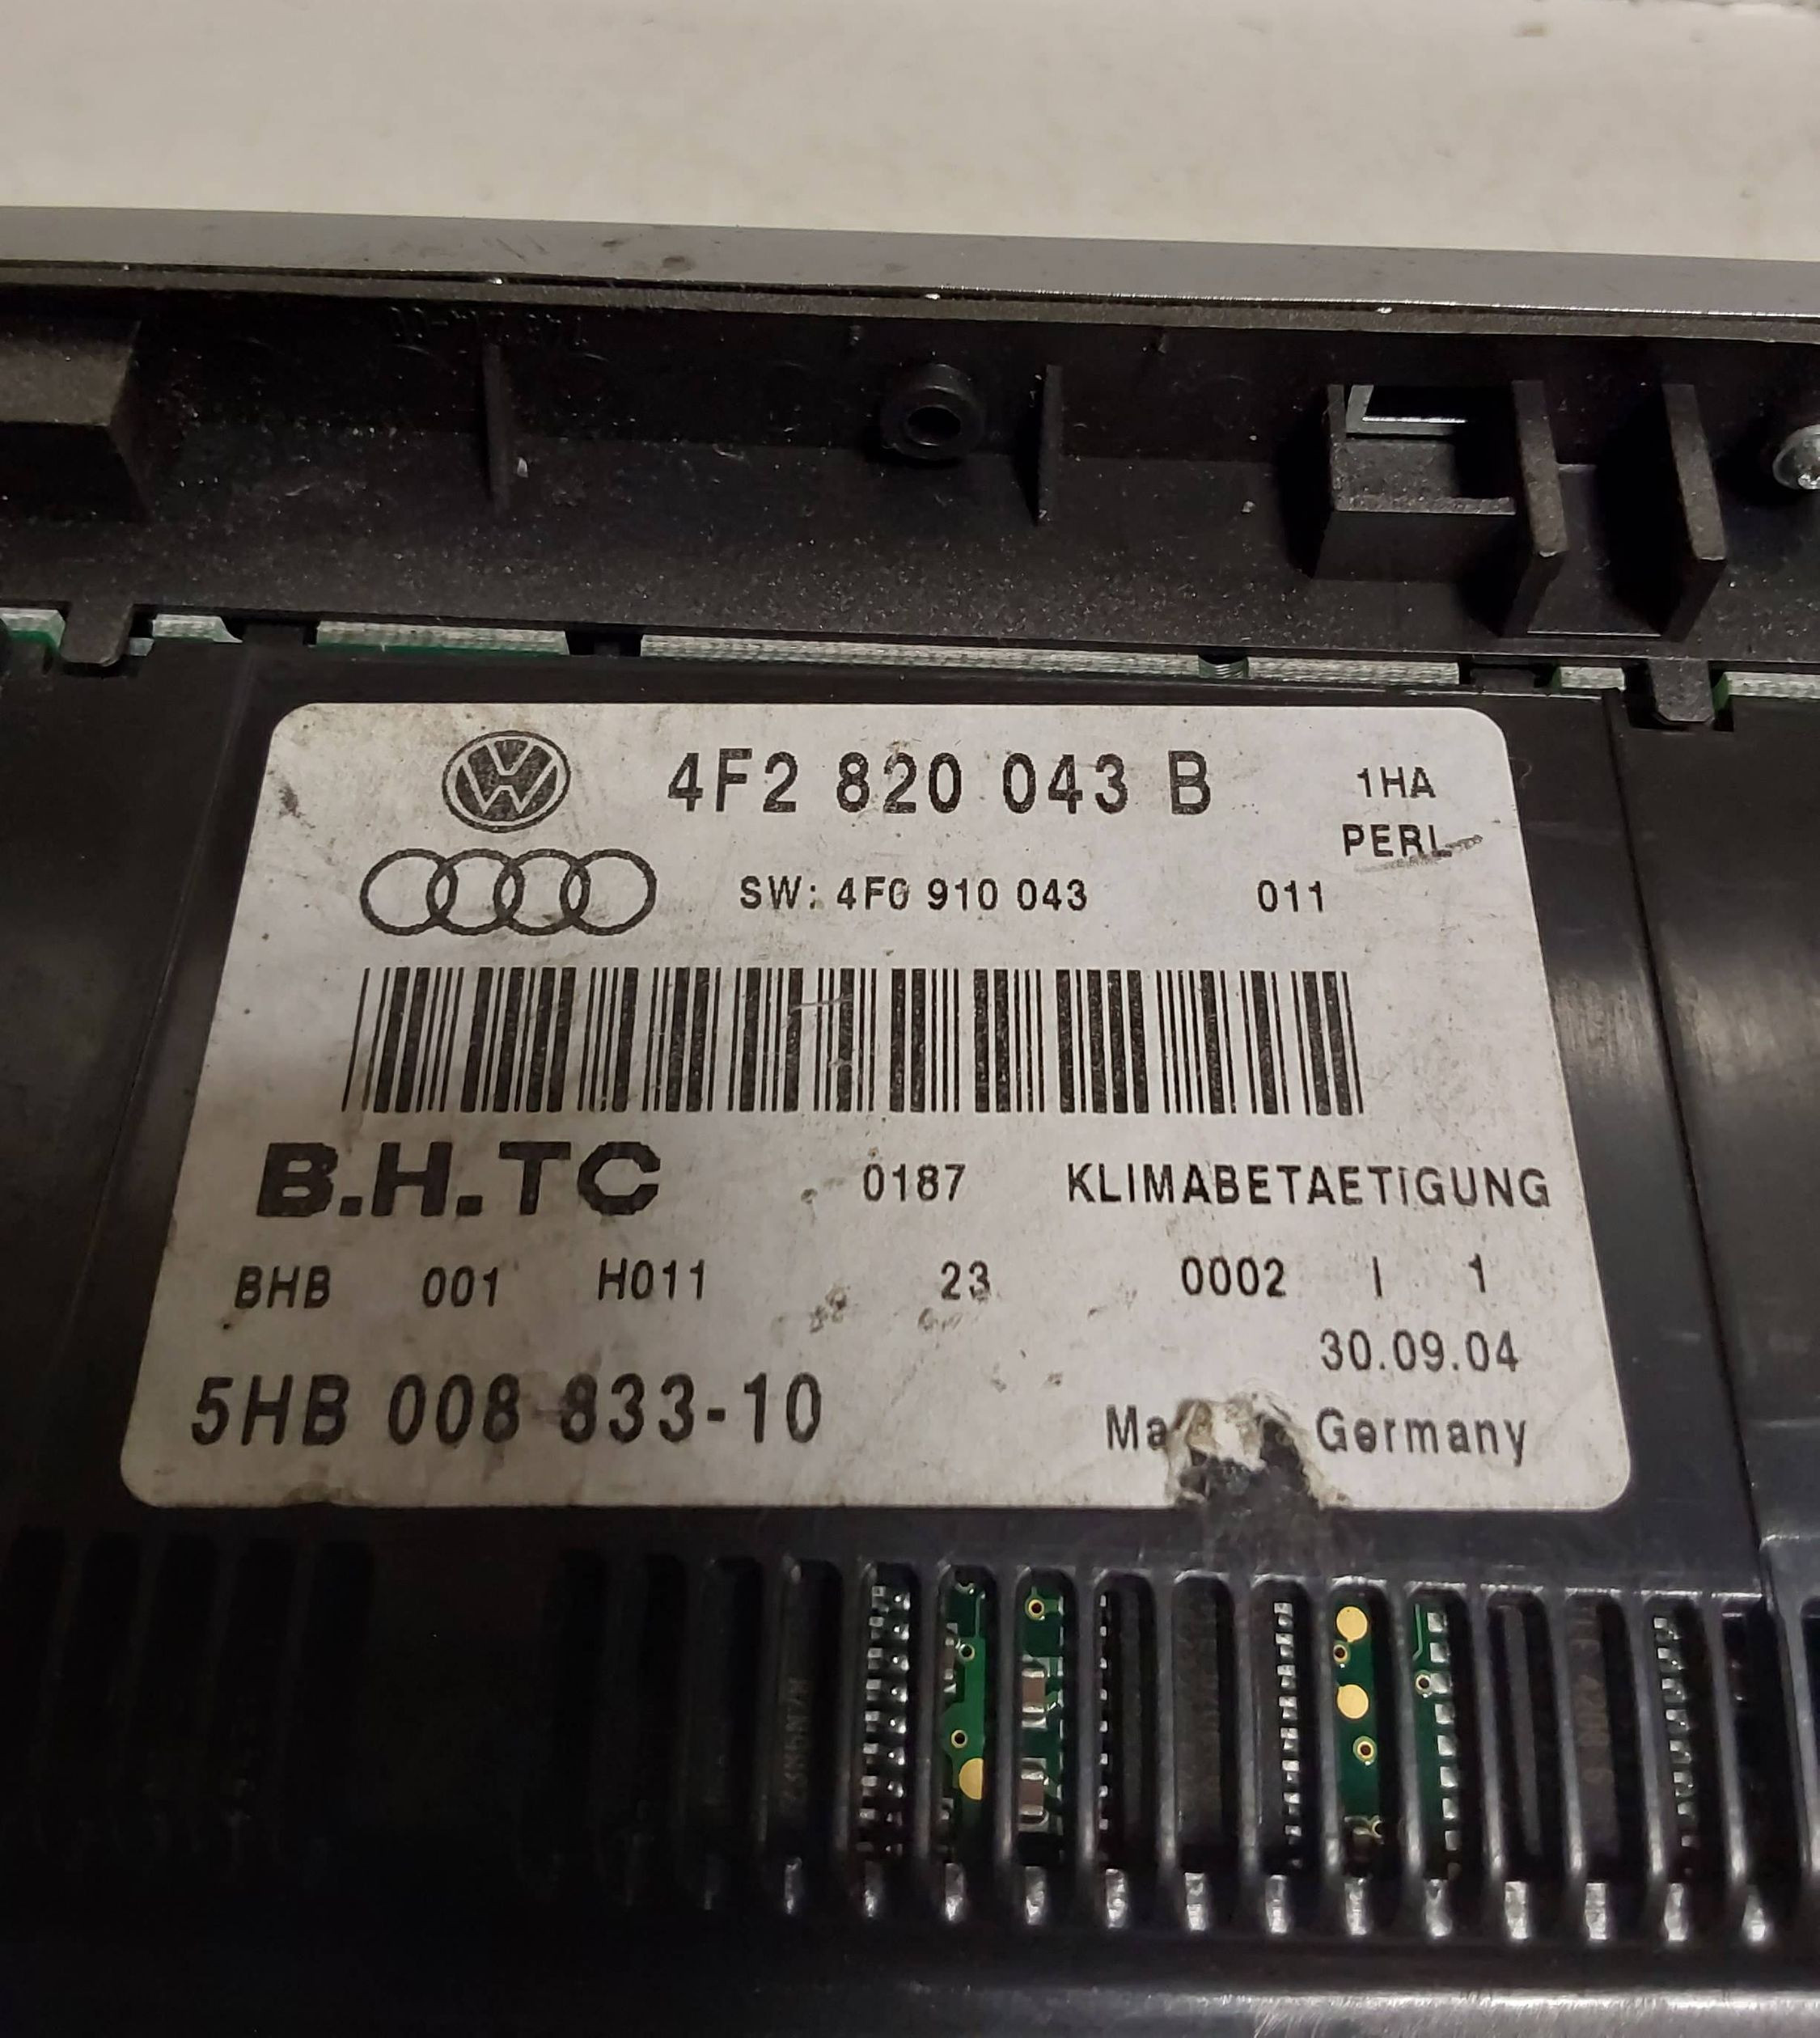 4F2 820 043 B 1HA
PERL
SW: 4F0 910 043 011
B.H.TC 0187 KLIMABETAETIGUNG
BHB 001 H011 23 0002 I 1
30.09.04
5HB 008 833-10 Germany